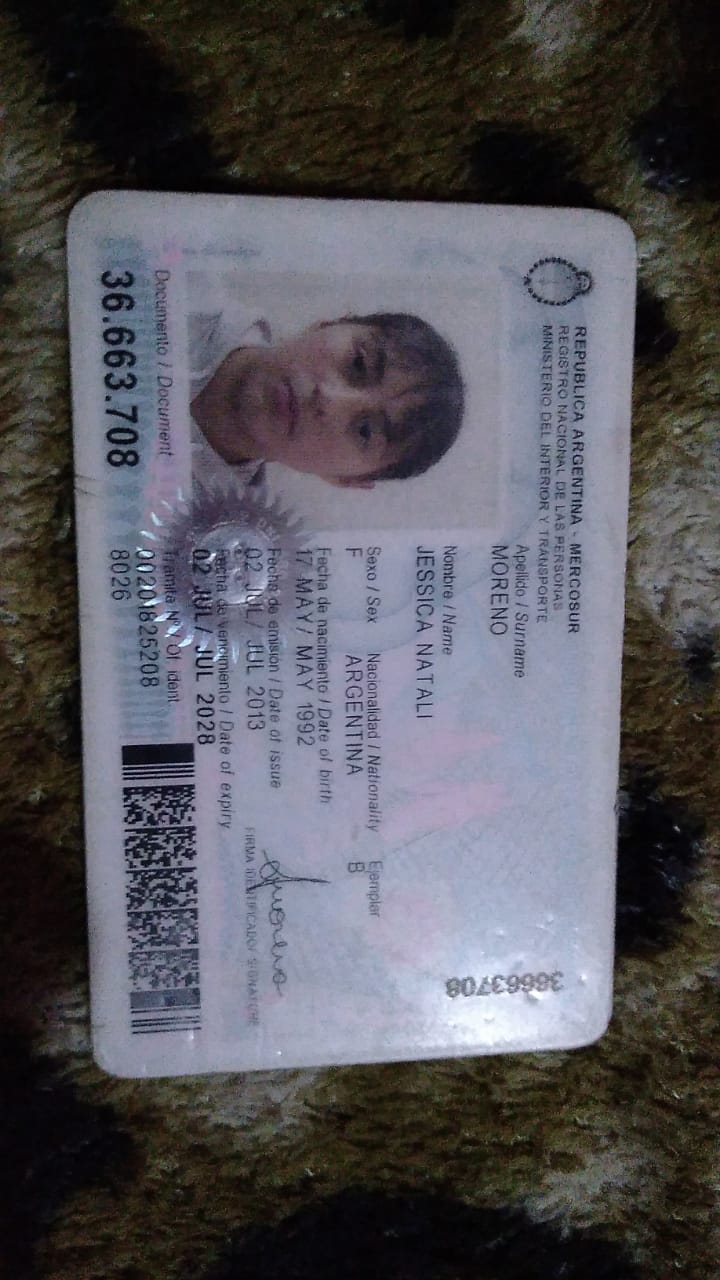 REPUBLICA ARGENTINA - MERCOSUR
REGISTRO NACIONAL DE LAS PERSONAS
MINISTERIO DEL INTERIOR Y TRANSPORTE
Apellido / Surname
MORENO
Nombre / Name
JESSICA NATALI
Sexo / Sex Nacionalidad / Nationality Ejemplar
F ARGENTINA B
Fecha de nacimiento / Date of birth
17 MAY/ MAY 1992
Fecha de emisión / Date of issue
02 JUL/ JUL 2013
Fecha de vencimiento / Date of expiry
02 JUL/ JUL 2028
FIRMA IDENTIFICADO/ SIGNATURE
Documento / Document
36.663.708
Tramite Nº / Of. ident.
00201825208
8026
36663708